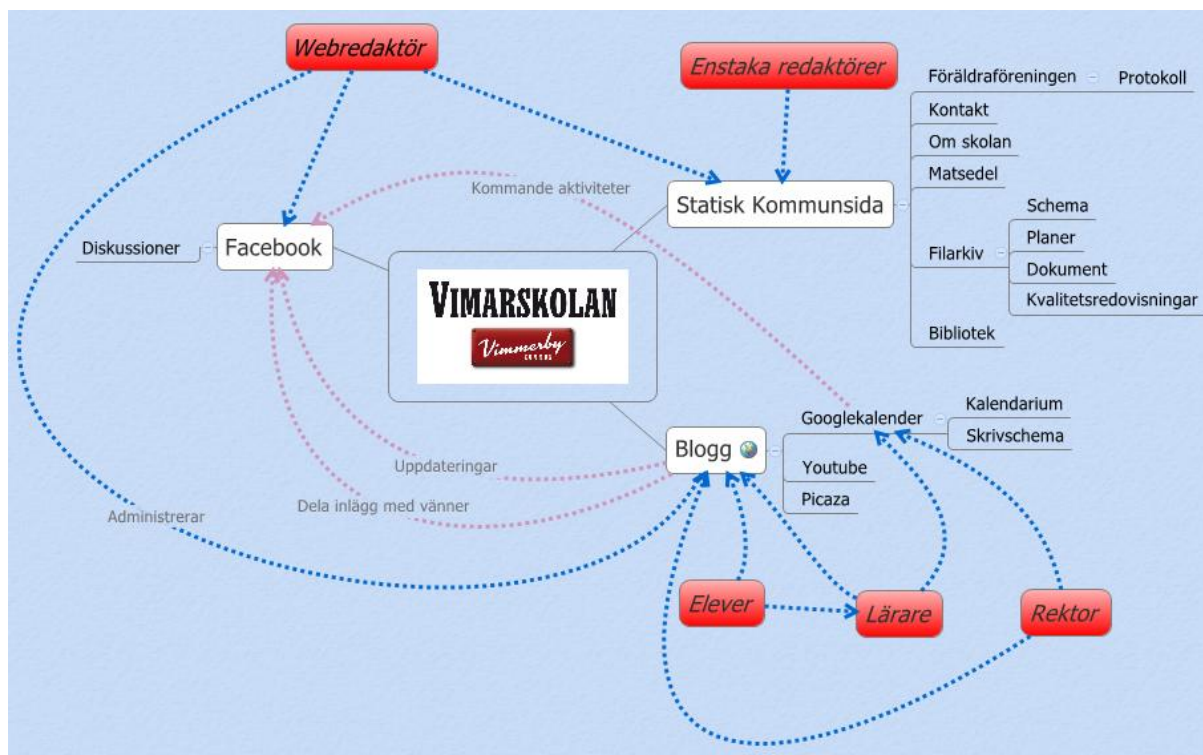 Webredaktör
Enstaka redaktörer
Föräldraföreningen
Protokoll
Kontakt
Om skolan
Matsedel
Kommande aktiviteter
Statisk Kommunsida
Schema
Planer
Filarkiv
Dokument
Kvalitetsredovisningar
Bibliotek
Diskussioner
Facebook
VIMARSKOLAN
Vimmerby
Googlekalender
Kalendarium
Skrivschema
Blogg
Youtube
Picaza
Uppdateringar
Dela inlägg med vänner
Administrerar
Elever
Lärare
Rektor